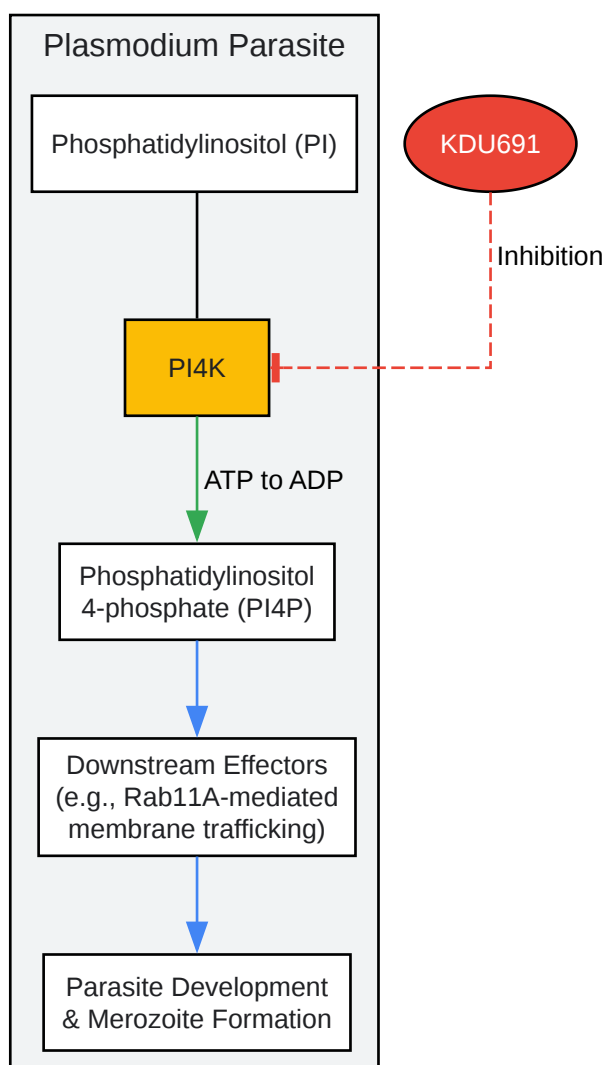 Plasmodium Parasite
Phosphatidylinositol (PI)
KDU691
Inhibition
PI4K
ATP to ADP
Phosphatidylinositol
4-phosphate (PI4P)
Downstream Effectors
(e.g., Rab11A-mediated
membrane trafficking)
Parasite Development
& Merozoite Formation